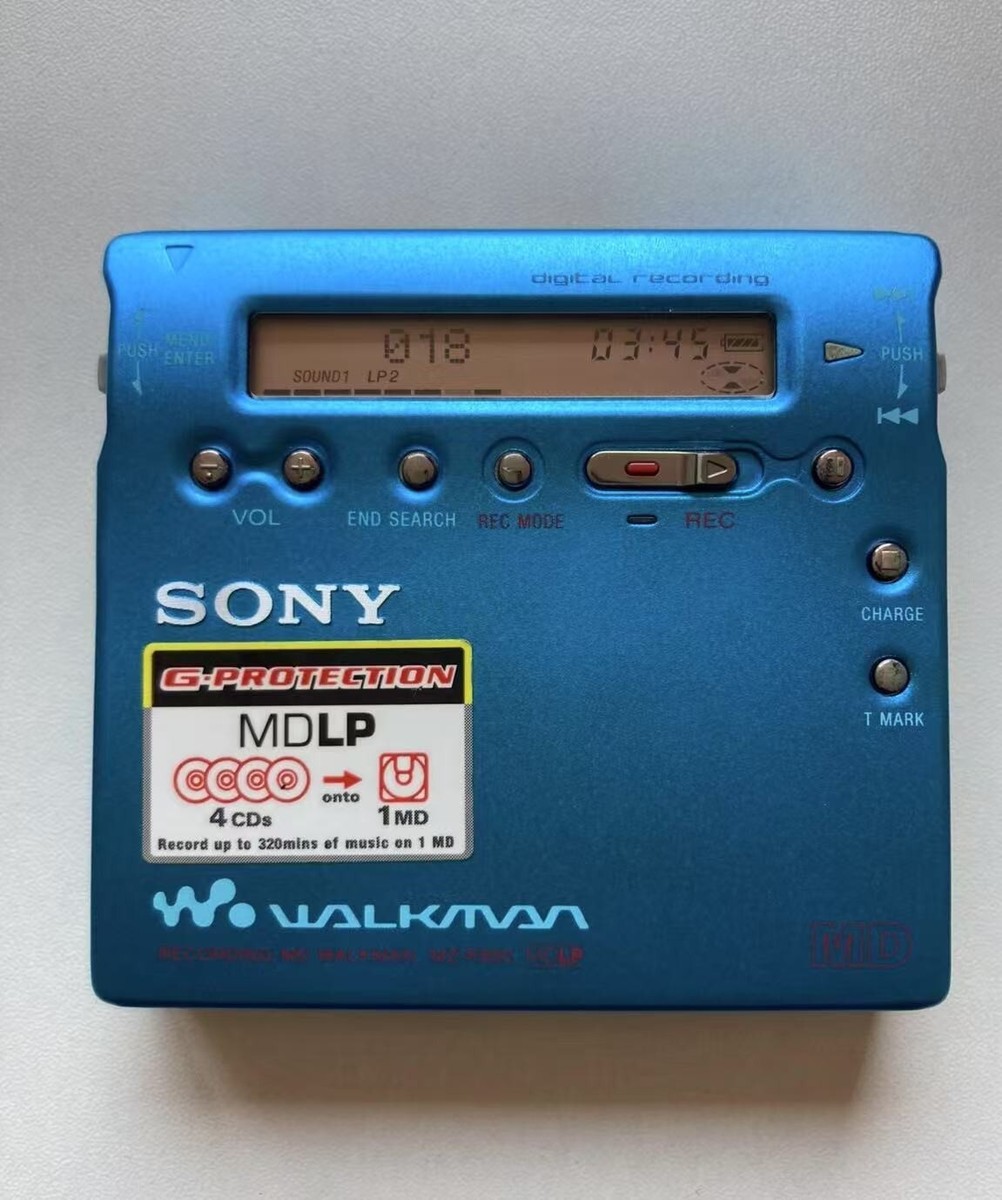 digital recording
PUSH
MENU
ENTER
018
03:45
SOUND1 LP2
PUSH
VOL
END SEARCH
REC MODE
REC
CHARGE
T MARK
SONY
G-PROTECTION
MDLP
4 CDs
onto
1 MD
Record up to 320mins of music on 1 MD
WALKMAN
MDLP
MD